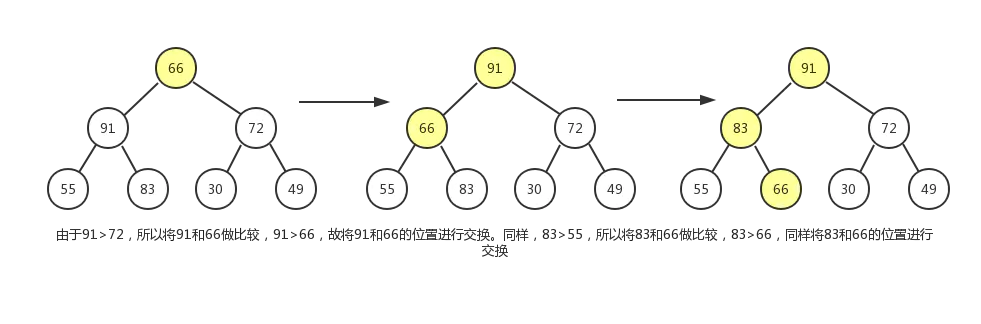 66 91 91
91 72 66 72 83 72
55 83 30 49 55 83 30 49 55 66 30 49
由于91>72，所以将91和66做比较，91>66，故将91和66的位置进行交换。同样，83>55，所以将83和66做比较，83>66，同样将83和66的位置进行
交换